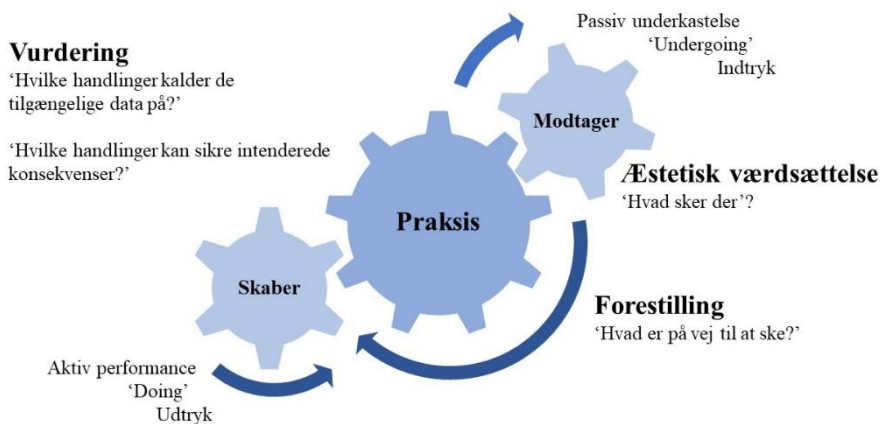 Vurdering
‘Hvilke handlinger kalder de
tilgængelige data på?’
‘Hvilke handlinger kan sikre intenderede
konsekvenser?’
Passiv underkastelse
‘Undergoing’
Indtryk
Modtager
Æstetisk værdsættelse
‘Hvad sker der’?
Praksis
Skaber
Forestilling
‘Hvad er på vej til at ske?’
Aktiv performance
‘Doing’
Udtryk